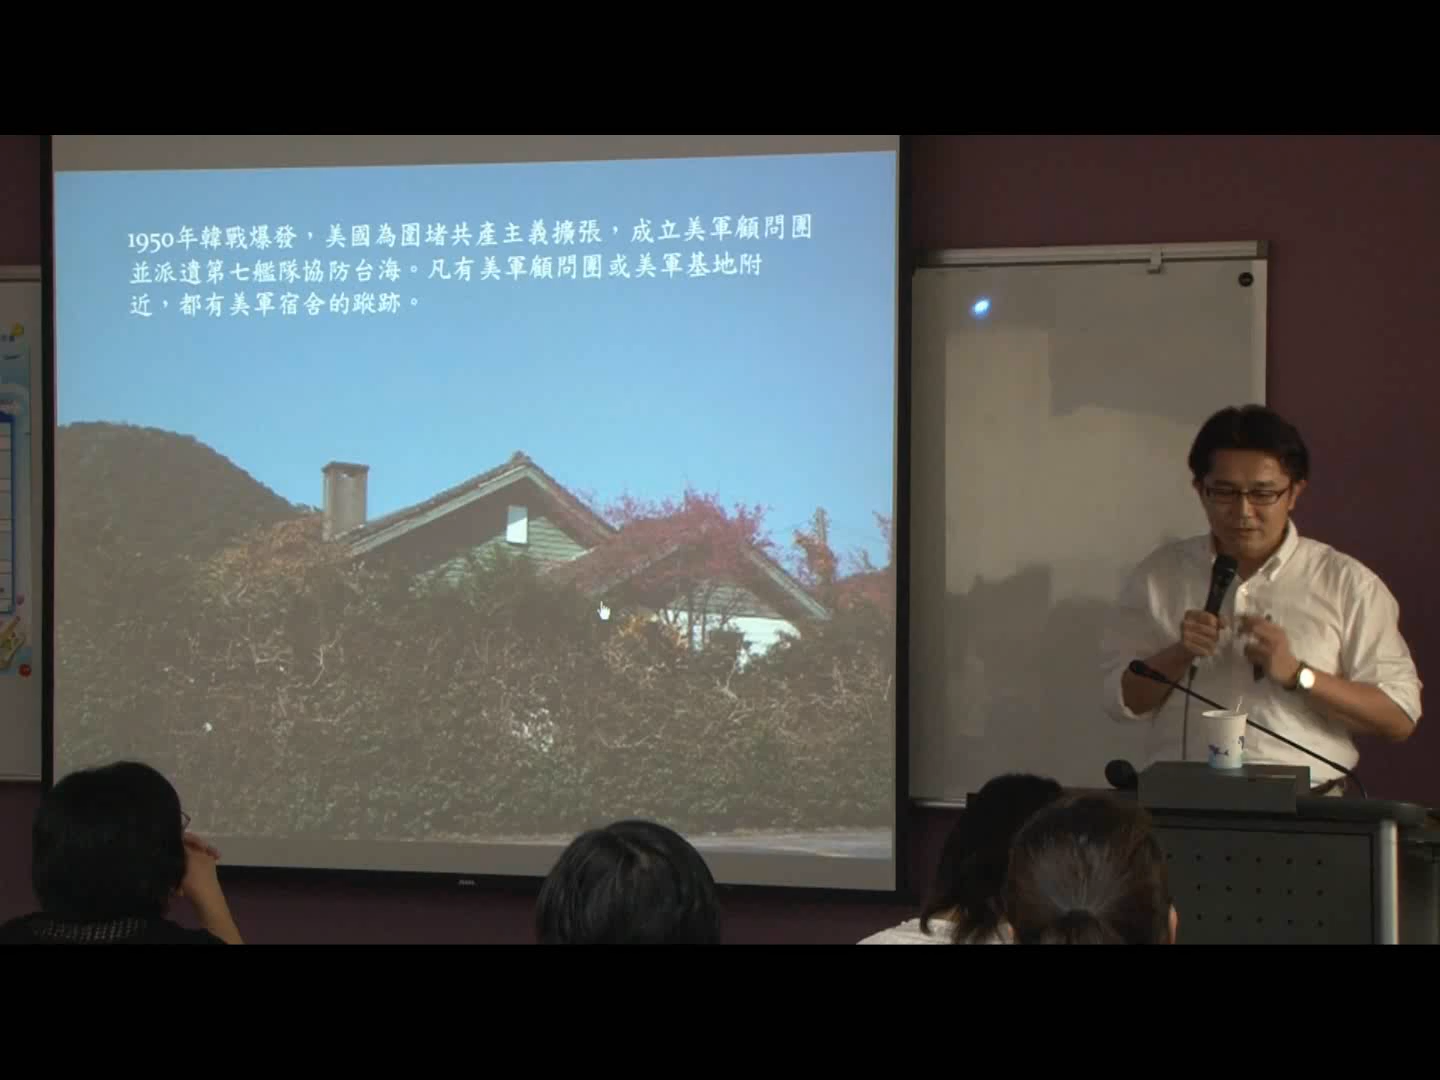 1950年韓戰爆發，美國為圍堵共產主義擴張，成立美軍顧問團
並派遣第七艦隊協防台海。凡有美軍顧問團或美軍基地附
近，都有美軍宿舍的蹤跡。